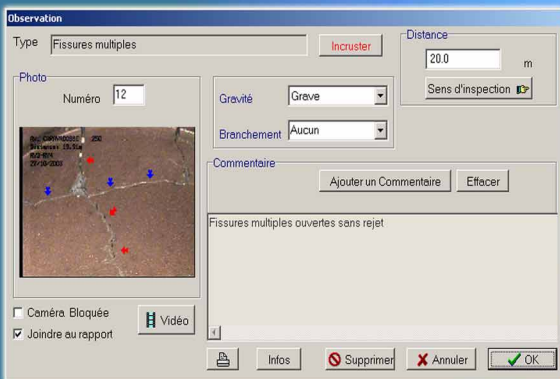 Observation
Type Fissures multiples Incruster
Distance
20.0 m
Sens d'inspection
Photo
Numéro 12
Gravité Grave
Branchement Aucun
Commentaire
Ajouter un Commentaire Effacer
Fissures multiples ouvertes sans rejet
Caméra Bloquée
Joindre au rapport
Vidéo
Infos Supprimer Annuler OK